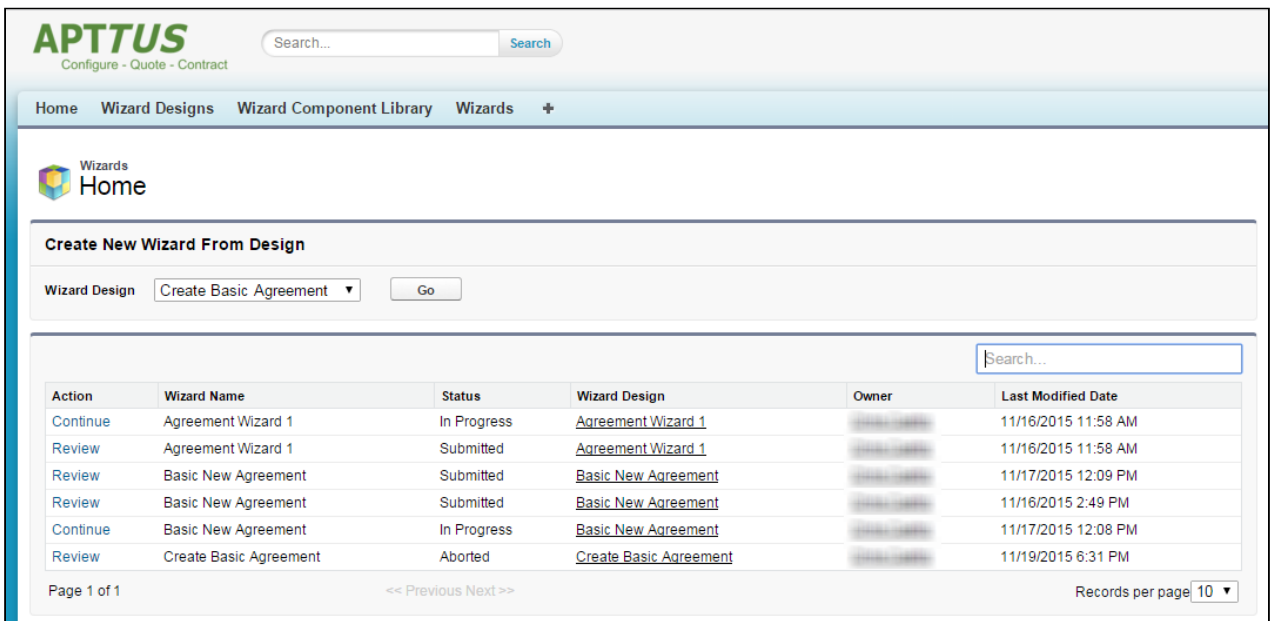 APTTUS
Search... Search
Configure - Quote - Contract
Home Wizard Designs Wizard Component Library Wizards +
Wizards
Home
Create New Wizard From Design
Wizard Design Create Basic Agreement Go
Search...
Action Wizard Name Status Wizard Design Owner Last Modified Date
Continue Agreement Wizard 1 In Progress Agreement Wizard 1 11/16/2015 11:58 AM
Review Agreement Wizard 1 Submitted Agreement Wizard 1 11/16/2015 11:58 AM
Review Basic New Agreement Submitted Basic New Agreement 11/17/2015 12:09 PM
Review Basic New Agreement Submitted Basic New Agreement 11/16/2015 2:49 PM
Continue Basic New Agreement In Progress Basic New Agreement 11/17/2015 12:08 PM
Review Create Basic Agreement Aborted Create Basic Agreement 11/19/2015 6:31 PM
Page 1 of 1 << Previous Next >> Records per page 10